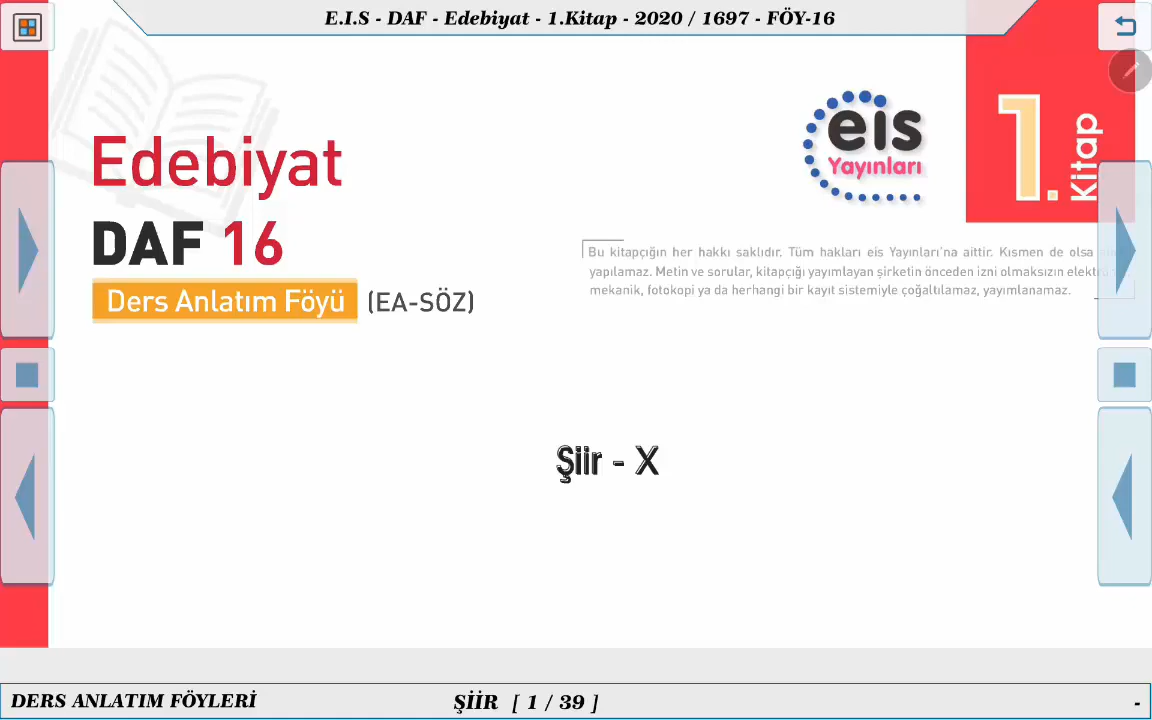 E.I.S - DAF - Edebiyat - 1.Kitap - 2020 / 1697 - FÖY-16
1.
Kitap
eis
Yayınları
Edebiyat
DAF 16
Ders Anlatım Föyü (EA-SÖZ)
Bu kitapçığın her hakkı saklıdır. Tüm hakları eis Yayınları'na aittir. Kısmen de olsa
yapılamaz. Metin ve sorular, kitapçığı yayımlayan şirketin önceden izni olmaksızın
mekanik, fotokopi ya da herhangi bir kayıt sistemiyle çoğaltılamaz, yayımlanamaz.
Şiir - X
DERS ANLATIM FÖYLERİ ŞİİR [ 1 / 39 ] -